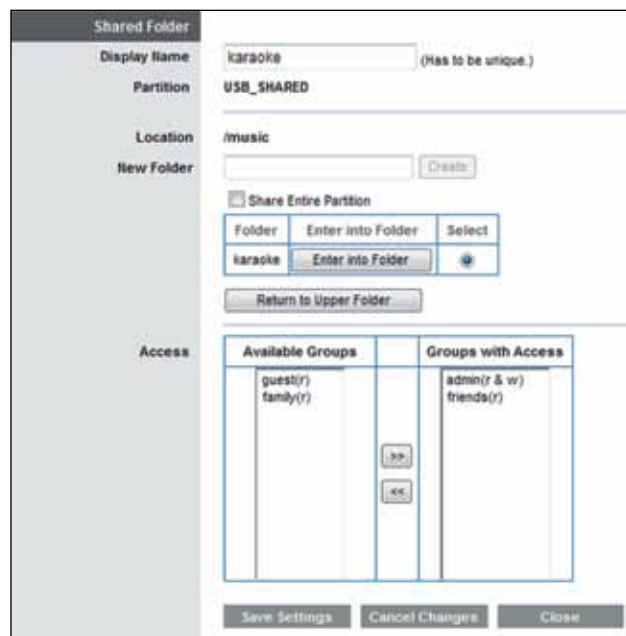 Shared Folder
Display Name karaoke (Has to be unique.)
Partition USB_SHARED
Location /music
New Folder Create
Share Entire Partition
Folder Enter into Folder Select
karaoke Enter into Folder
Return to Upper Folder
Access Available Groups Groups with Access
guest(r) admin(r & w)
family(r) friends(r)
>>
<<
Save Settings Cancel Changes Close